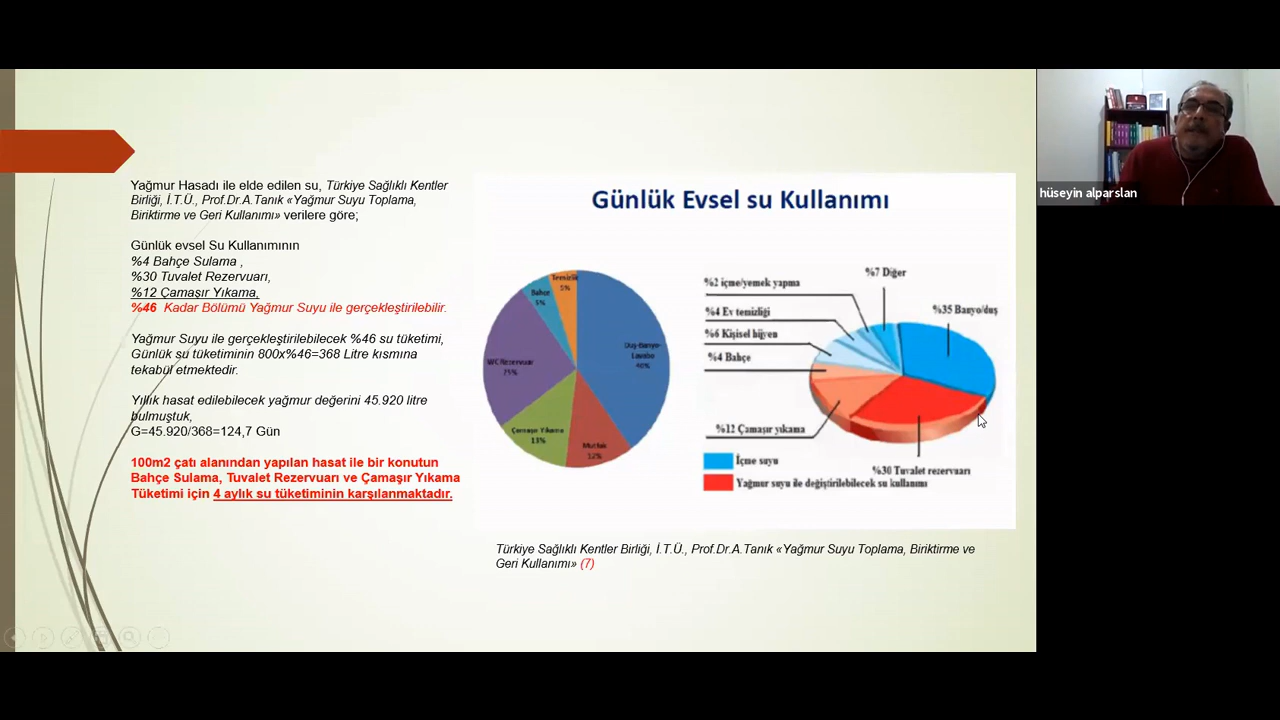 Yağmur Hasadı ile elde edilen su, Türkiye Sağlıklı Kentler
Birliği, İ.T.Ü., Prof.Dr.A.Tanık «Yağmur Suyu Toplama,
Biriktirme ve Geri Kullanımı» verilere göre;
Günlük evsel Su Kullanımının
%4 Bahçe Sulama ,
%30 Tuvalet Rezervuarı,
%12 Çamaşır Yıkama,
%46 Kadar Bölümü Yağmur Suyu ile gerçekleştirilebilir.
Yağmur Suyu ile gerçekleştirilebilecek %46 su tüketimi,
Günlük su tüketiminin 800x%46=368 Litre kısmına
tekabül etmektedir.
Yıllık hasat edilebilecek yağmur değerini 45.920 litre
bulmuştuk,
G=45.920/368=124,7 Gün
100m2 çatı alanından yapılan hasat ile bir konutun
Bahçe Sulama, Tuvalet Rezervuarı ve Çamaşır Yıkama
Tüketimi için 4 aylık su tüketiminin karşılanmaktadır.
Günlük Evsel su Kullanımı
Temizlik
5%
Bahçe
5%
WC Rezervuar
25%
Çamaşır Yıkama
13%
Mutfak
12%
Duş-Banyo-
Lavabo
40%
%7 Diğer
%2 içme/yemek yapma
%4 Ev temizliği
%6 Kişisel hijyen
%4 Bahçe
%35 Banyo/duş
%12 Çamaşır yıkama
%30 Tuvalet rezervuarı
İçme suyu
Yağmur suyu ile değiştirilebilecek su kullanımı
Türkiye Sağlıklı Kentler Birliği, İ.T.Ü., Prof.Dr.A.Tanık «Yağmur Suyu Toplama, Biriktirme ve
Geri Kullanımı» (7)
hüseyin alparslan